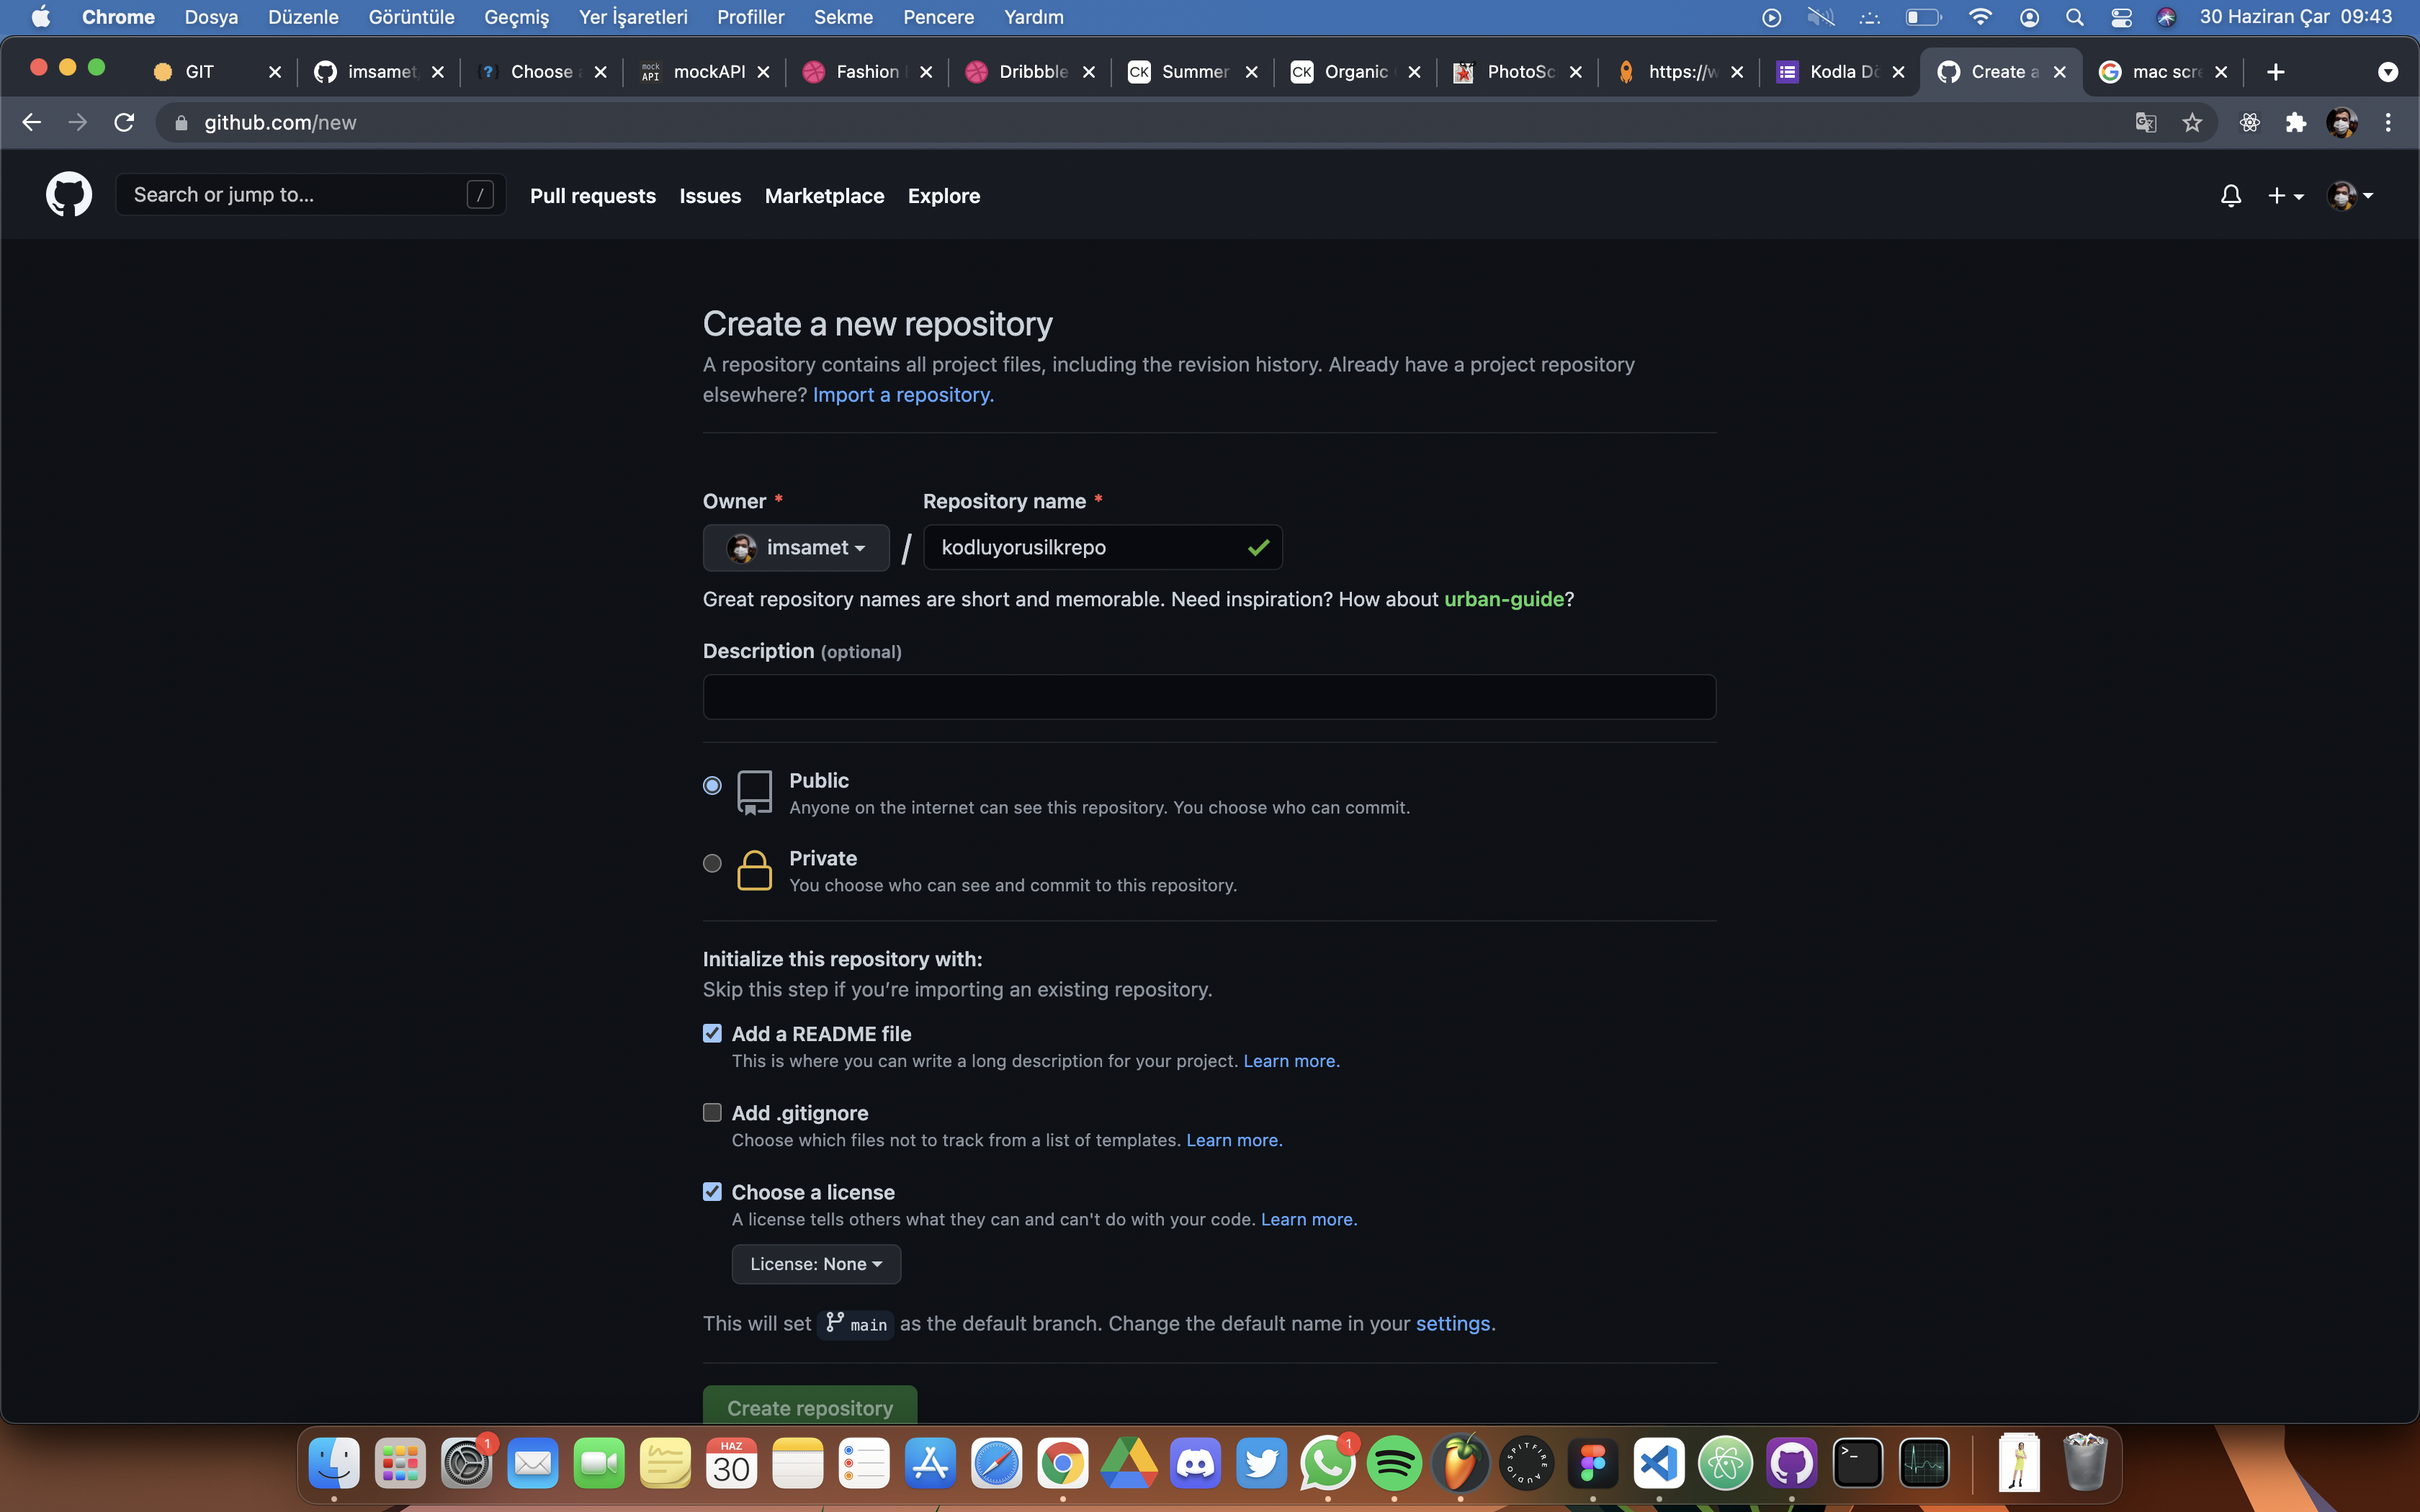 Chrome Dosya Düzenle Görüntüle Geçmiş Yer İşaretleri Profiller Sekme Pencere Yardım 30 Haziran Çar 09:43
GIT imsamet Choose mockAPI Fashion Dribbble Summer Organic PhotoSc https://w Kodla Dö Create a mac scre
github.com/new
Search or jump to... / Pull requests Issues Marketplace Explore
Create a new repository
A repository contains all project files, including the revision history. Already have a project repository
elsewhere? Import a repository.
Owner * Repository name *
imsamet / kodluyorusilkrepo
Great repository names are short and memorable. Need inspiration? How about urban-guide?
Description (optional)
Public
Anyone on the internet can see this repository. You choose who can commit.
Private
You choose who can see and commit to this repository.
Initialize this repository with:
Skip this step if you’re importing an existing repository.
Add a README file
This is where you can write a long description for your project. Learn more.
Add .gitignore
Choose which files not to track from a list of templates. Learn more.
Choose a license
A license tells others what they can and can't do with your code. Learn more.
License: None
This will set main as the default branch. Change the default name in your settings.
Create repository
1 HAZ 30 1 SPITFIRE AUDIO